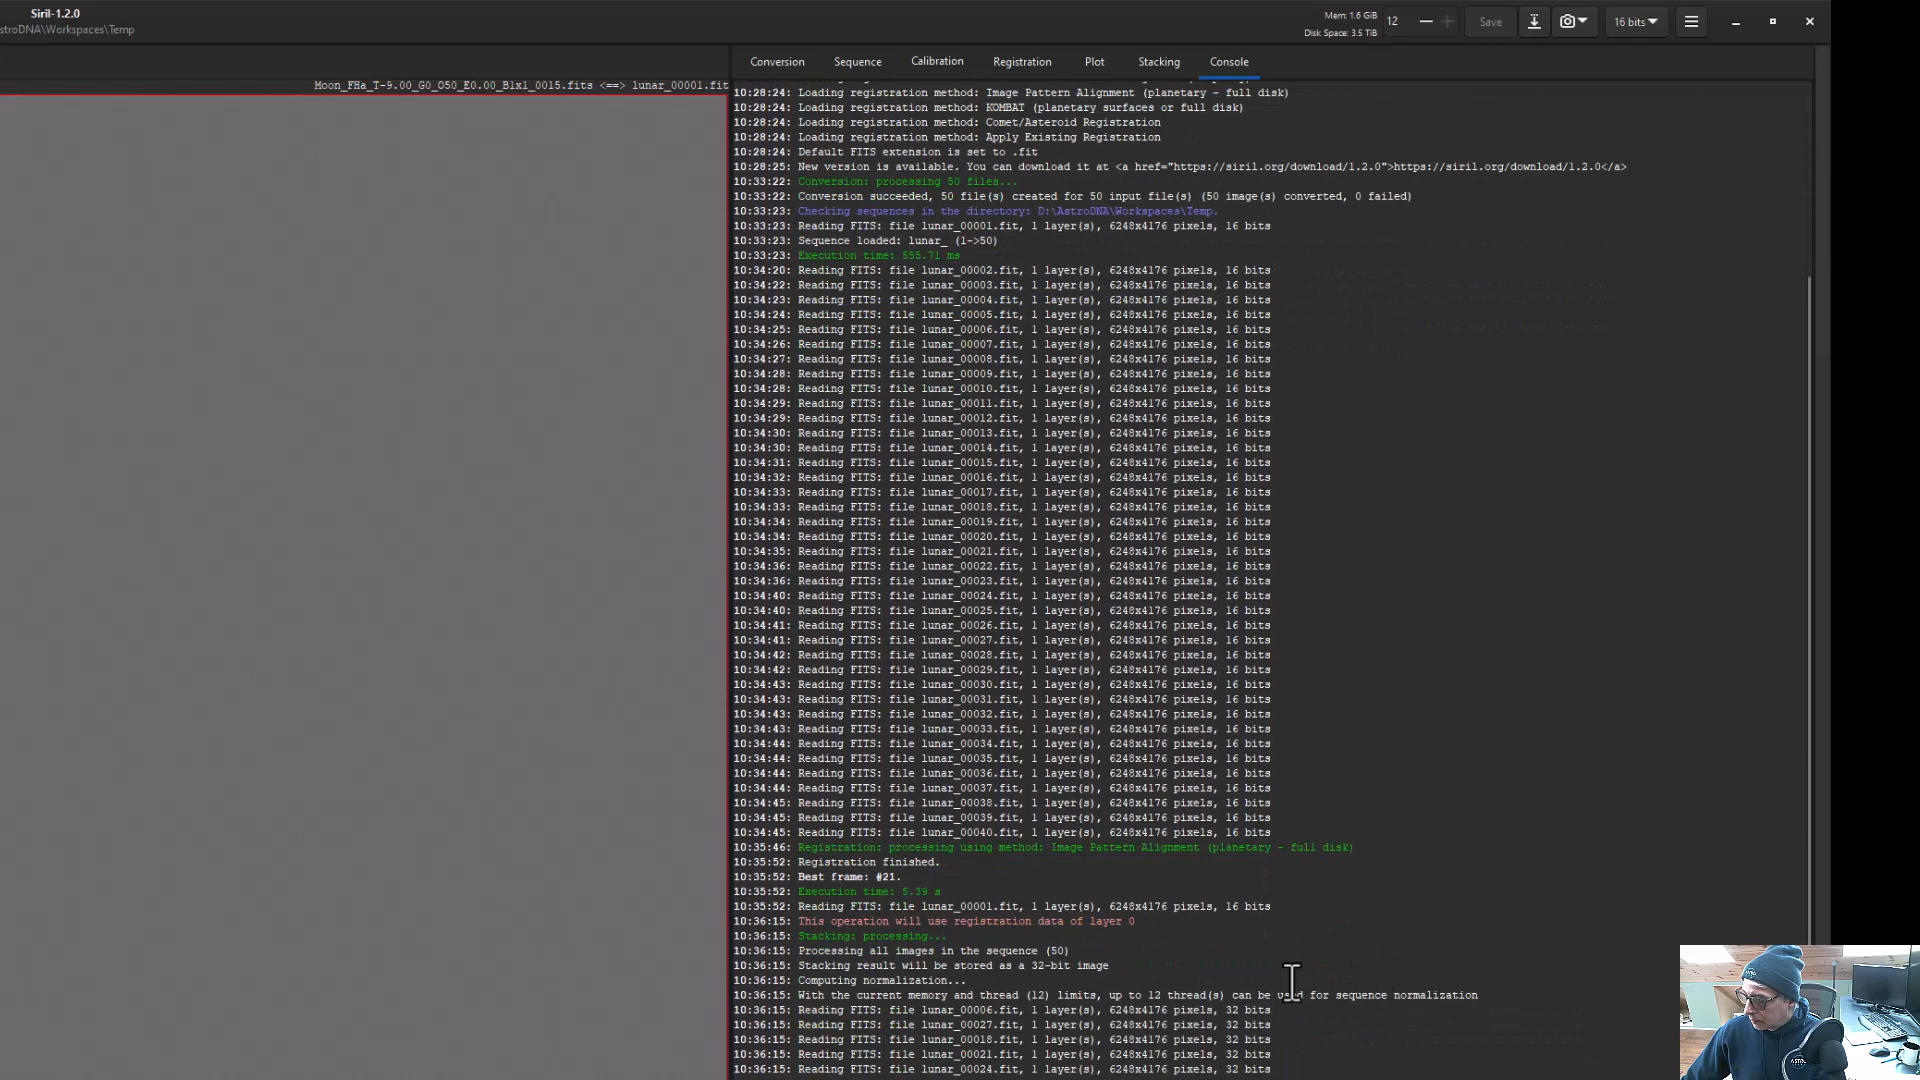 Siril-1.2.0
stroDNA\Workspaces\Temp
Mem: 1.6 GiB
Disk Space: 3.5 TiB
12
Save
16 bits
Conversion Sequence Calibration Registration Plot Stacking Console
Moon_FHa_T-9.00_G0_O50_E0.00_B1x1_0015.fits <==> lunar_00001.fit
10:28:24: Loading registration method: Image Pattern Alignment (planetary - full disk)
10:28:24: Loading registration method: KOMBAT (planetary surfaces or full disk)
10:28:24: Loading registration method: Comet/Asteroid Registration
10:28:24: Loading registration method: Apply Existing Registration
10:28:24: Default FITS extension is set to .fit
10:28:25: New version is available. You can download it at <a href="https://siril.org/download/1.2.0">https://siril.org/download/1.2.0</a>
10:33:22: Conversion: processing 50 files...
10:33:22: Conversion succeeded, 50 file(s) created for 50 input file(s) (50 image(s) converted, 0 failed)
10:33:23: Checking sequences in the directory: D:\AstroDNA\Workspaces\Temp.
10:33:23: Reading FITS: file lunar_00001.fit, 1 layer(s), 6248x4176 pixels, 16 bits
10:33:23: Sequence loaded: lunar_ (1->50)
10:33:23: Execution time: 555.71 ms
10:34:20: Reading FITS: file lunar_00002.fit, 1 layer(s), 6248x4176 pixels, 16 bits
10:34:22: Reading FITS: file lunar_00003.fit, 1 layer(s), 6248x4176 pixels, 16 bits
10:34:23: Reading FITS: file lunar_00004.fit, 1 layer(s), 6248x4176 pixels, 16 bits
10:34:24: Reading FITS: file lunar_00005.fit, 1 layer(s), 6248x4176 pixels, 16 bits
10:34:25: Reading FITS: file lunar_00006.fit, 1 layer(s), 6248x4176 pixels, 16 bits
10:34:26: Reading FITS: file lunar_00007.fit, 1 layer(s), 6248x4176 pixels, 16 bits
10:34:27: Reading FITS: file lunar_00008.fit, 1 layer(s), 6248x4176 pixels, 16 bits
10:34:28: Reading FITS: file lunar_00009.fit, 1 layer(s), 6248x4176 pixels, 16 bits
10:34:28: Reading FITS: file lunar_00010.fit, 1 layer(s), 6248x4176 pixels, 16 bits
10:34:29: Reading FITS: file lunar_00011.fit, 1 layer(s), 6248x4176 pixels, 16 bits
10:34:29: Reading FITS: file lunar_00012.fit, 1 layer(s), 6248x4176 pixels, 16 bits
10:34:30: Reading FITS: file lunar_00013.fit, 1 layer(s), 6248x4176 pixels, 16 bits
10:34:30: Reading FITS: file lunar_00014.fit, 1 layer(s), 6248x4176 pixels, 16 bits
10:34:31: Reading FITS: file lunar_00015.fit, 1 layer(s), 6248x4176 pixels, 16 bits
10:34:32: Reading FITS: file lunar_00016.fit, 1 layer(s), 6248x4176 pixels, 16 bits
10:34:33: Reading FITS: file lunar_00017.fit, 1 layer(s), 6248x4176 pixels, 16 bits
10:34:33: Reading FITS: file lunar_00018.fit, 1 layer(s), 6248x4176 pixels, 16 bits
10:34:34: Reading FITS: file lunar_00019.fit, 1 layer(s), 6248x4176 pixels, 16 bits
10:34:34: Reading FITS: file lunar_00020.fit, 1 layer(s), 6248x4176 pixels, 16 bits
10:34:35: Reading FITS: file lunar_00021.fit, 1 layer(s), 6248x4176 pixels, 16 bits
10:34:36: Reading FITS: file lunar_00022.fit, 1 layer(s), 6248x4176 pixels, 16 bits
10:34:36: Reading FITS: file lunar_00023.fit, 1 layer(s), 6248x4176 pixels, 16 bits
10:34:40: Reading FITS: file lunar_00024.fit, 1 layer(s), 6248x4176 pixels, 16 bits
10:34:40: Reading FITS: file lunar_00025.fit, 1 layer(s), 6248x4176 pixels, 16 bits
10:34:41: Reading FITS: file lunar_00026.fit, 1 layer(s), 6248x4176 pixels, 16 bits
10:34:41: Reading FITS: file lunar_00027.fit, 1 layer(s), 6248x4176 pixels, 16 bits
10:34:42: Reading FITS: file lunar_00028.fit, 1 layer(s), 6248x4176 pixels, 16 bits
10:34:42: Reading FITS: file lunar_00029.fit, 1 layer(s), 6248x4176 pixels, 16 bits
10:34:43: Reading FITS: file lunar_00030.fit, 1 layer(s), 6248x4176 pixels, 16 bits
10:34:43: Reading FITS: file lunar_00031.fit, 1 layer(s), 6248x4176 pixels, 16 bits
10:34:43: Reading FITS: file lunar_00032.fit, 1 layer(s), 6248x4176 pixels, 16 bits
10:34:43: Reading FITS: file lunar_00033.fit, 1 layer(s), 6248x4176 pixels, 16 bits
10:34:44: Reading FITS: file lunar_00034.fit, 1 layer(s), 6248x4176 pixels, 16 bits
10:34:44: Reading FITS: file lunar_00035.fit, 1 layer(s), 6248x4176 pixels, 16 bits
10:34:44: Reading FITS: file lunar_00036.fit, 1 layer(s), 6248x4176 pixels, 16 bits
10:34:44: Reading FITS: file lunar_00037.fit, 1 layer(s), 6248x4176 pixels, 16 bits
10:34:45: Reading FITS: file lunar_00038.fit, 1 layer(s), 6248x4176 pixels, 16 bits
10:34:45: Reading FITS: file lunar_00039.fit, 1 layer(s), 6248x4176 pixels, 16 bits
10:34:45: Reading FITS: file lunar_00040.fit, 1 layer(s), 6248x4176 pixels, 16 bits
10:35:46: Registration: processing using method: Image Pattern Alignment (planetary - full disk)
10:35:52: Registration finished.
10:35:52: Best frame: #21.
10:35:52: Execution time: 5.39 s
10:35:52: Reading FITS: file lunar_00001.fit, 1 layer(s), 6248x4176 pixels, 16 bits
10:36:15: This operation will use registration data of layer 0
10:36:15: Stacking: processing...
10:36:15: Processing all images in the sequence (50)
10:36:15: Stacking result will be stored as a 32-bit image
10:36:15: Computing normalization...
10:36:15: With the current memory and thread (12) limits, up to 12 thread(s) can be used for sequence normalization
10:36:15: Reading FITS: file lunar_00006.fit, 1 layer(s), 6248x4176 pixels, 32 bits
10:36:15: Reading FITS: file lunar_00027.fit, 1 layer(s), 6248x4176 pixels, 32 bits
10:36:15: Reading FITS: file lunar_00018.fit, 1 layer(s), 6248x4176 pixels, 32 bits
10:36:15: Reading FITS: file lunar_00021.fit, 1 layer(s), 6248x4176 pixels, 32 bits
10:36:15: Reading FITS: file lunar_00024.fit, 1 layer(s), 6248x4176 pixels, 32 bits